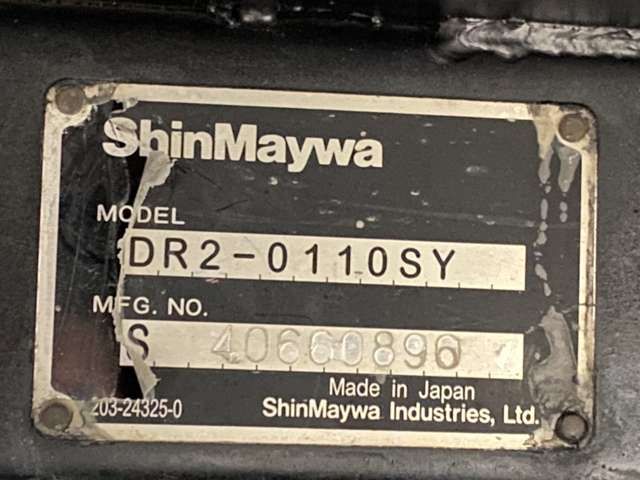 ShinMaywa
MODEL
DR2-0110SY
MFG. NO.
S 40660896
Made in Japan
203-24325-0 ShinMaywa Industries, Ltd.